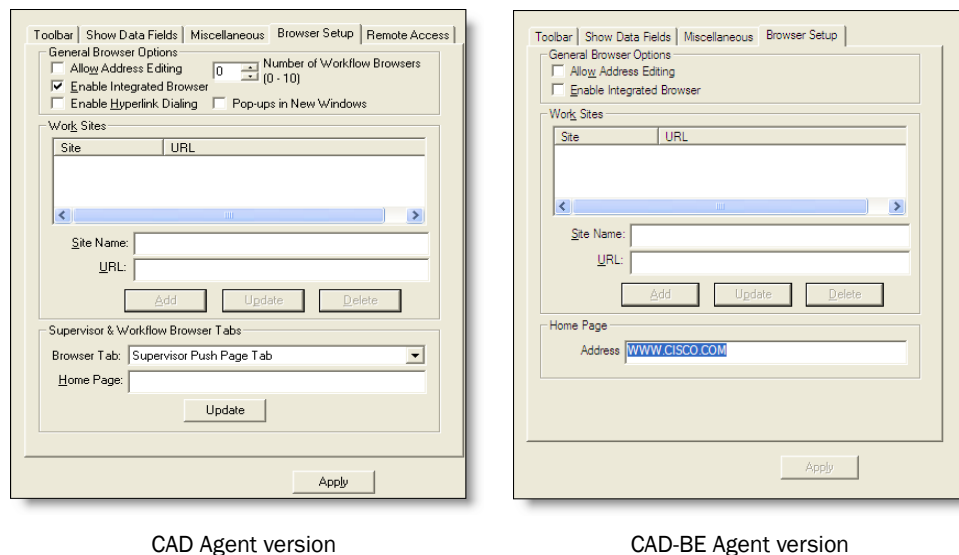 Toolbar Show Data Fields Miscellaneous Browser Setup Remote Access
General Browser Options
Allow Address Editing
0
Number of Workflow Browsers
(0 - 10)
Enable Integrated Browser
Enable Hyperlink Dialing
Pop-ups in New Windows
Work Sites
Site URL
Site Name:
URL:
Add Update Delete
Supervisor & Workflow Browser Tabs
Browser Tab: Supervisor Push Page Tab
Home Page:
Update
Apply
CAD Agent version
Toolbar Show Data Fields Miscellaneous Browser Setup
General Browser Options
Allow Address Editing
Enable Integrated Browser
Work Sites
Site URL
Site Name:
URL:
Add Update Delete
Home Page
Address WWW.CISCO.COM
Apply
CAD-BE Agent version